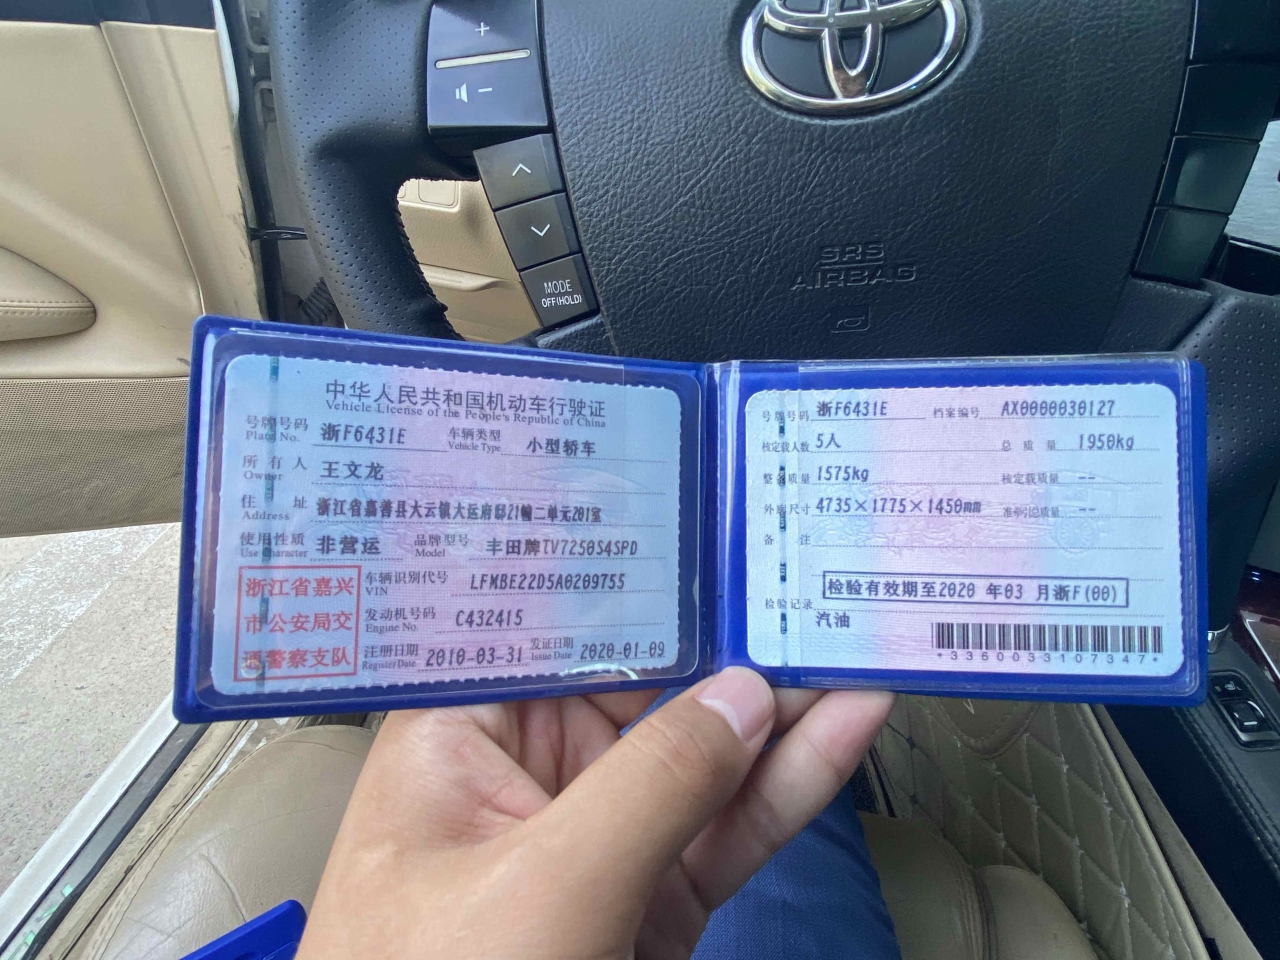 +
−
MODE
OFF(HOLD)
SRS
AIRBAG
中华人民共和国机动车行驶证
Vehicle License of the People's Republic of China
号牌号码 浙F6431E 车辆类型 小型轿车
Plate No. Vehicle Type
所有人 王文龙
Owner
住址 浙江省嘉善县大云镇大运府邸21幢二单元201室
Address
使用性质 非营运 品牌型号 丰田牌TV7250S4SPD
Use Character Model
浙江省嘉兴
市公安局交
通警察支队
车辆识别代号 LFMBE22D5A0209755
VIN
发动机号码 C432415
Engine No.
注册日期 2010-03-31 发证日期 2020-01-09
Register Date Issue Date
号牌号码 浙F6431E 档案编号 AX0000030127
核定载人数 5人 总质量 1950kg
整备质量 1575kg 核定载质量 --
外廓尺寸 4735×1775×1450mm 准牵引总质量 --
备注
检验有效期至2020 年03 月浙F(00)
检验记录
汽油
*3360033107347*